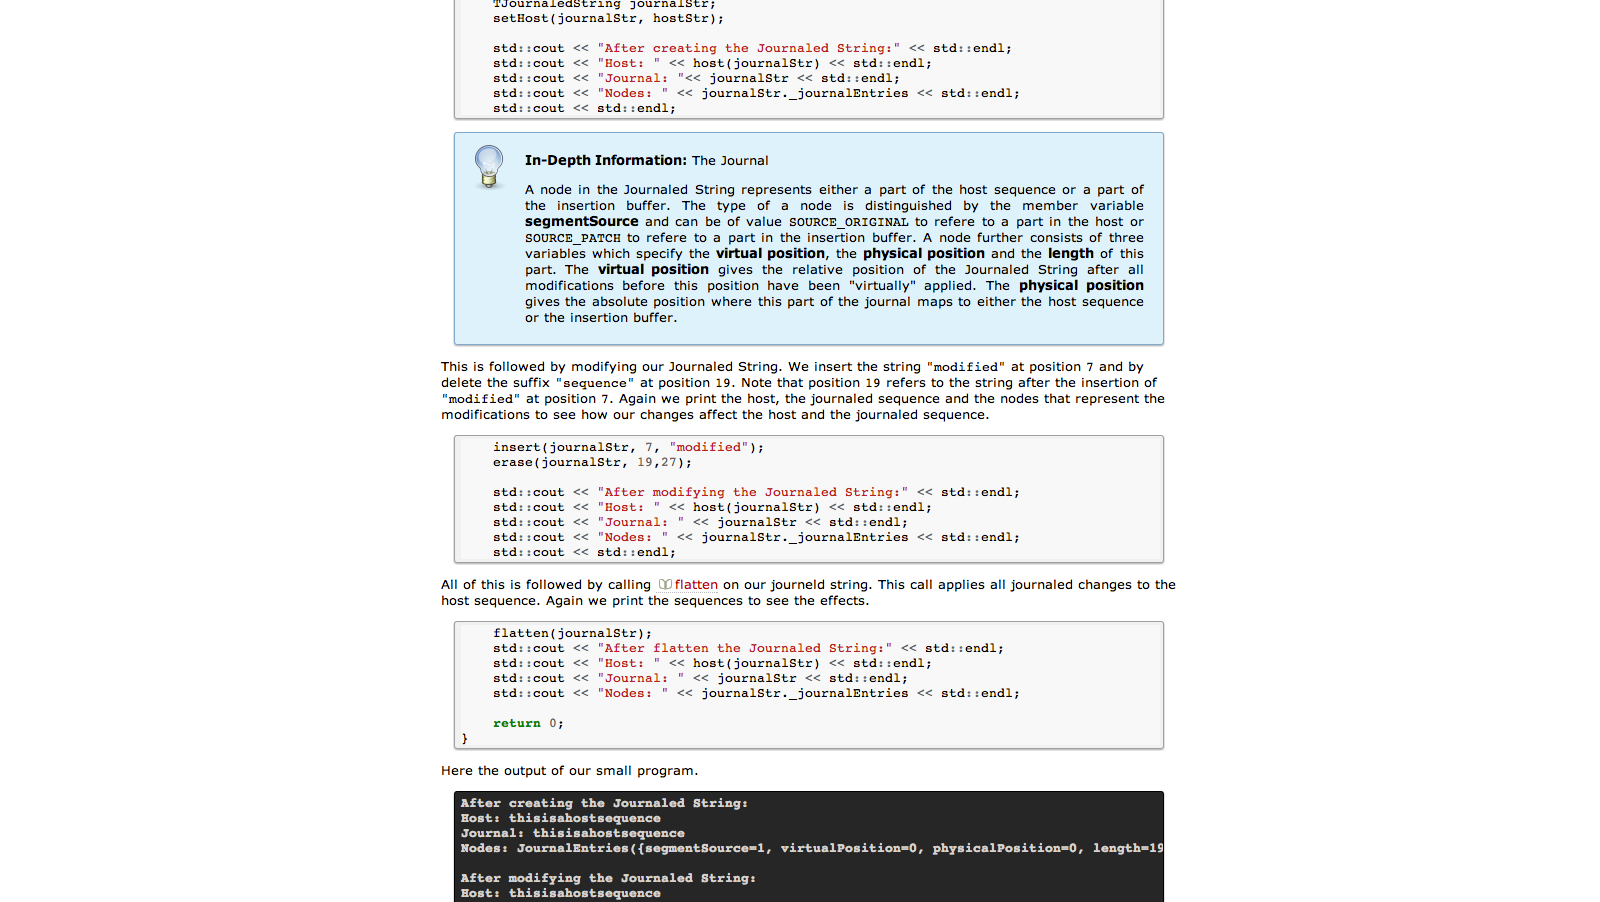 TJournaledString journalStr;
setHost(journalStr, hostStr);
std::cout << "After creating the Journaled String:" << std::endl;
std::cout << "Host: " << host(journalStr) << std::endl;
std::cout << "Journal: "<< journalStr << std::endl;
std::cout << "Nodes: " << journalStr._journalEntries << std::endl;
std::cout << std::endl;
In-Depth Information: The Journal
A node in the Journaled String represents either a part of the host sequence or a part of
the insertion buffer. The type of a node is distinguished by the member variable
segmentSource and can be of value SOURCE_ORIGINAL to refere to a part in the host or
SOURCE_PATCH to refere to a part in the insertion buffer. A node further consists of three
variables which specify the virtual position, the physical position and the length of this
part. The virtual position gives the relative position of the Journaled String after all
modifications before this position have been "virtually" applied. The physical position
gives the absolute position where this part of the journal maps to either the host sequence
or the insertion buffer.
This is followed by modifying our Journaled String. We insert the string "modified" at position 7 and by
delete the suffix "sequence" at position 19. Note that position 19 refers to the string after the insertion of
"modified" at position 7. Again we print the host, the journaled sequence and the nodes that represent the
modifications to see how our changes affect the host and the journaled sequence.
insert(journalStr, 7, "modified");
erase(journalStr, 19,27);
std::cout << "After modifying the Journaled String:" << std::endl;
std::cout << "Host: " << host(journalStr) << std::endl;
std::cout << "Journal: " << journalStr << std::endl;
std::cout << "Nodes: " << journalStr._journalEntries << std::endl;
std::cout << std::endl;
All of this is followed by calling flatten on our journeld string. This call applies all journaled changes to the
host sequence. Again we print the sequences to see the effects.
flatten(journalStr);
std::cout << "After flatten the Journaled String:" << std::endl;
std::cout << "Host: " << host(journalStr) << std::endl;
std::cout << "Journal: " << journalStr << std::endl;
std::cout << "Nodes: " << journalStr._journalEntries << std::endl;
return 0;
}
Here the output of our small program.
After creating the Journaled String:
Host: thisisahostsequence
Journal: thisisahostsequence
Nodes: JournalEntries({segmentSource=1, virtualPosition=0, physicalPosition=0, length=19
After modifying the Journaled String:
Host: thisisahostsequence